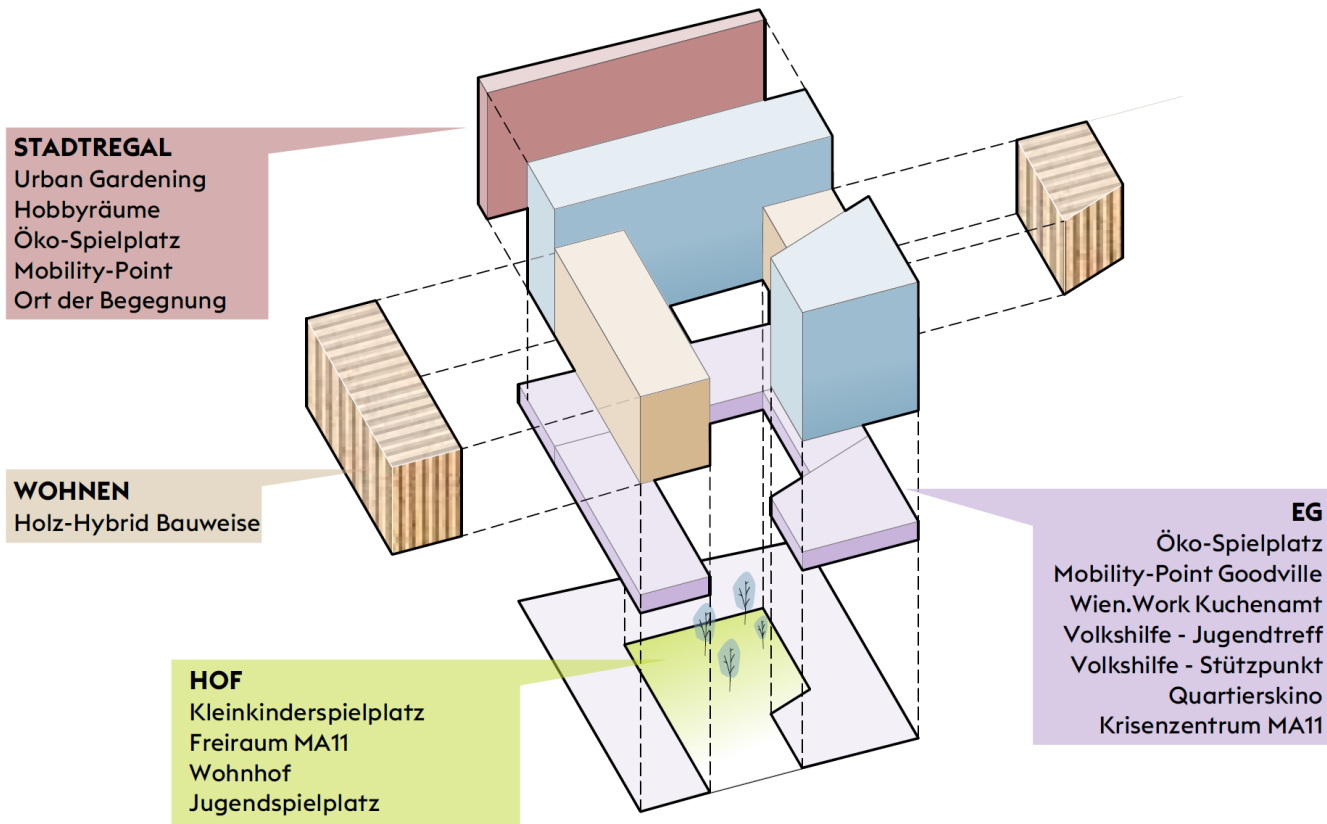 STADTREGAL
Urban Gardening
Hobbyräume
Öko-Spielplatz
Mobility-Point
Ort der Begegnung
WOHNEN
Holz-Hybrid Bauweise
EG
Öko-Spielplatz
Mobility-Point Goodville
Wien.Work Kuchenamt
Volkshilfe - Jugendtreff
Volkshilfe - Stützpunkt
Quartierskino
Krisenzentrum MA11
HOF
Kleinkinderspielplatz
Freiraum MA11
Wohnhof
Jugendspielplatz